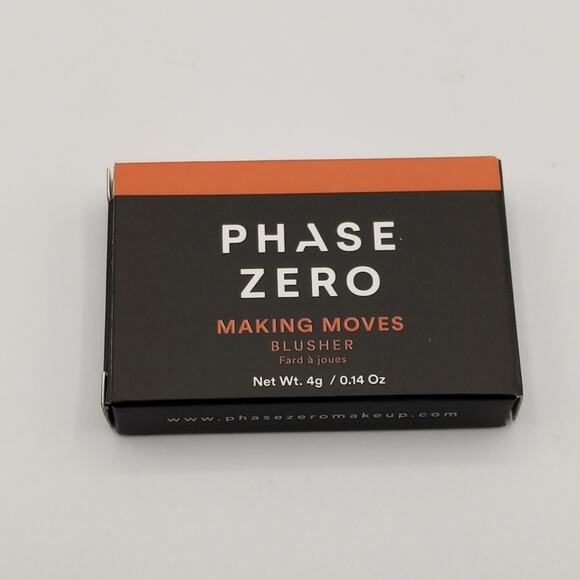 PHASE
ZERO
MAKING MOVES
BLUSHER
Fard à joues
Net Wt. 4g / 0.14 Oz
www.phasezeromakeup.com